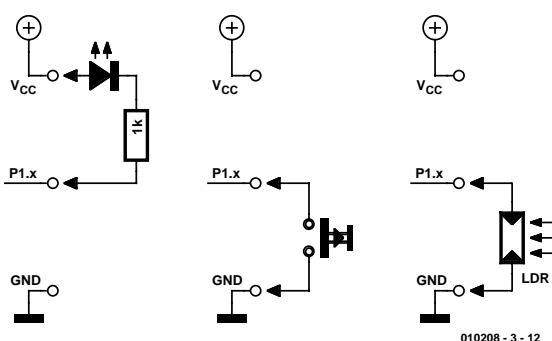 VCC
VCC
VCC
1k
P1.x
P1.x
P1.x
GND
GND
GND
LDR
010208 - 3 - 12